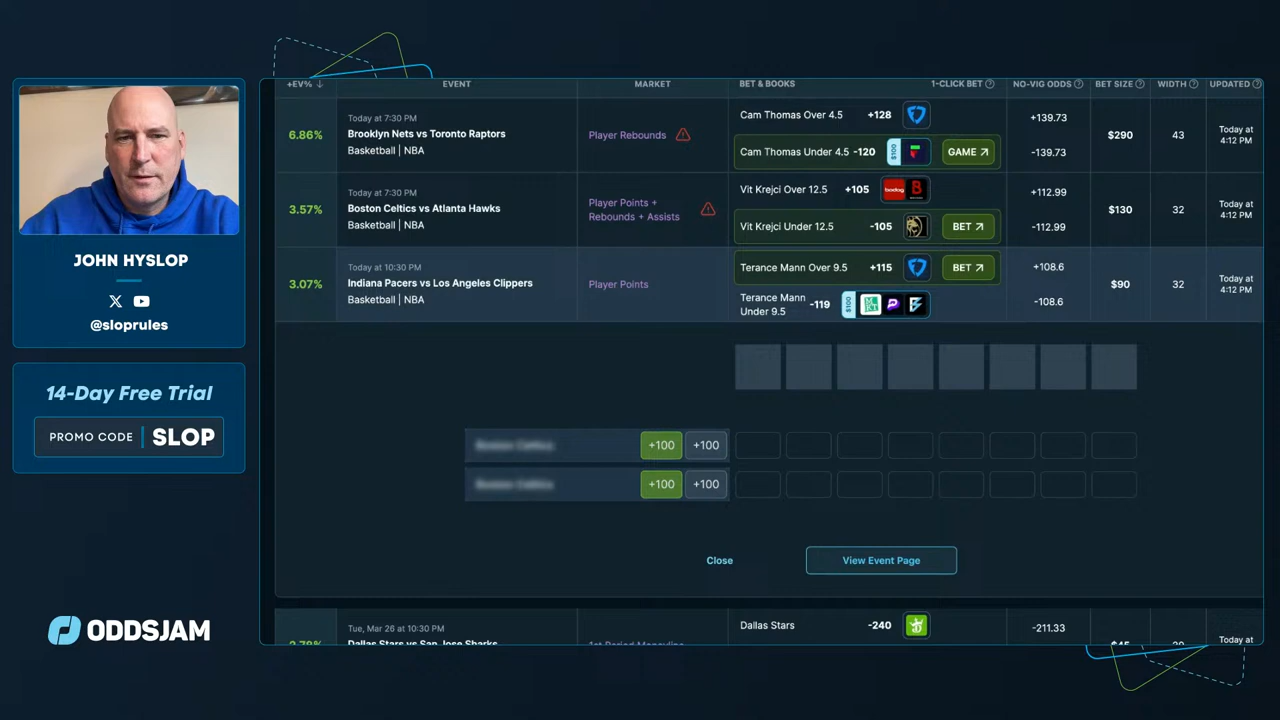 +EV% ↓ EVENT MARKET BET & BOOKS 1-CLICK BET NO-VIG ODDS BET SIZE WIDTH UPDATED
6.86%
Today at 7:30 PM
Brooklyn Nets vs Toronto Raptors
Basketball | NBA
Player Rebounds
Cam Thomas Over 4.5 +128
Cam Thomas Under 4.5 -120 $100 GAME
+139.73
-139.73
$290
43
Today at
4:12 PM
3.57%
Today at 7:30 PM
Boston Celtics vs Atlanta Hawks
Basketball | NBA
Player Points +
Rebounds + Assists
Vit Krejci Over 12.5 +105 bodog B
Vit Krejci Under 12.5 -105 BET
+112.99
-112.99
$130
32
Today at
4:12 PM
3.07%
Today at 10:30 PM
Indiana Pacers vs Los Angeles Clippers
Basketball | NBA
Player Points
Terance Mann Over 9.5 +115 BET
Terance Mann
Under 9.5 -119 $100
+108.6
-108.6
$90
32
Today at
4:12 PM
+100 +100
+100 +100
Close View Event Page
2.78%
Tue, Mar 26 at 10:30 PM
Dallas Stars vs San Jose Sharks
1st Period Moneyline
Dallas Stars -240
-211.33
$45
Today at
JOHN HYSLOP
@sloprules
14-Day Free Trial
PROMO CODE SLOP
ODDSJAM